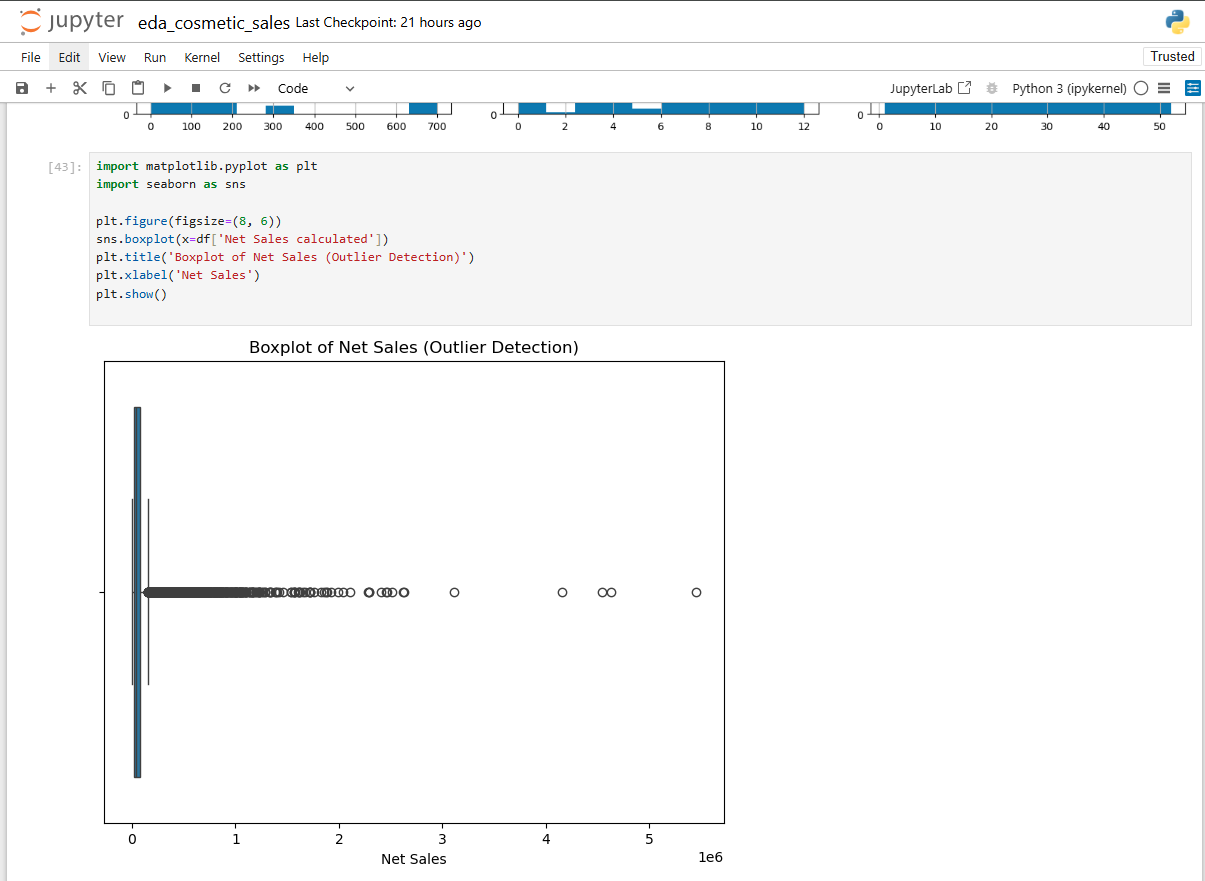 jupyter eda_cosmetic_sales Last Checkpoint: 21 hours ago
File Edit View Run Kernel Settings Help Trusted
Code JupyterLab Python 3 (ipykernel)
0 0 0
0 100 200 300 400 500 600 700 0 2 4 6 8 10 12 0 10 20 30 40 50
[43]:
import matplotlib.pyplot as plt
import seaborn as sns
plt.figure(figsize=(8, 6))
sns.boxplot(x=df['Net Sales calculated'])
plt.title('Boxplot of Net Sales (Outlier Detection)')
plt.xlabel('Net Sales')
plt.show()
Boxplot of Net Sales (Outlier Detection)
0 1 2 3 4 5
Net Sales
1e6